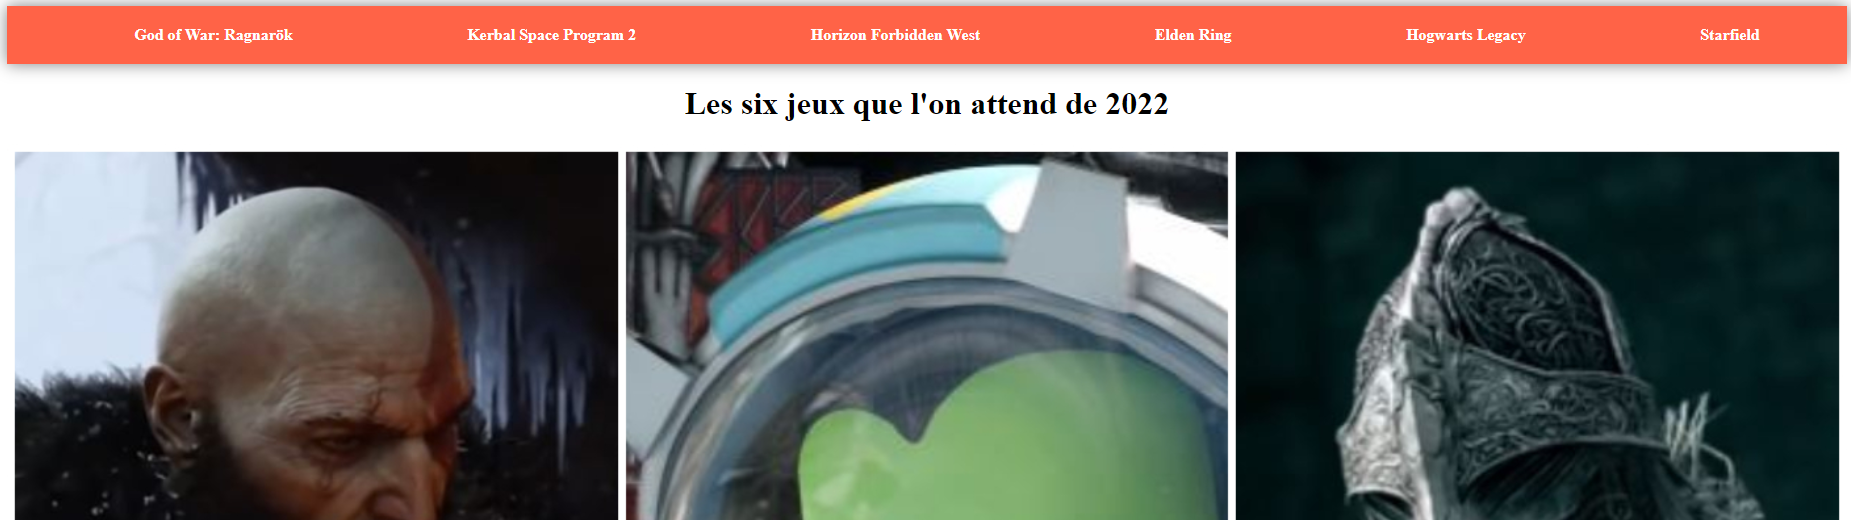 God of War: Ragnarök Kerbal Space Program 2 Horizon Forbidden West Elden Ring Hogwarts Legacy Starfield
Les six jeux que l'on attend de 2022